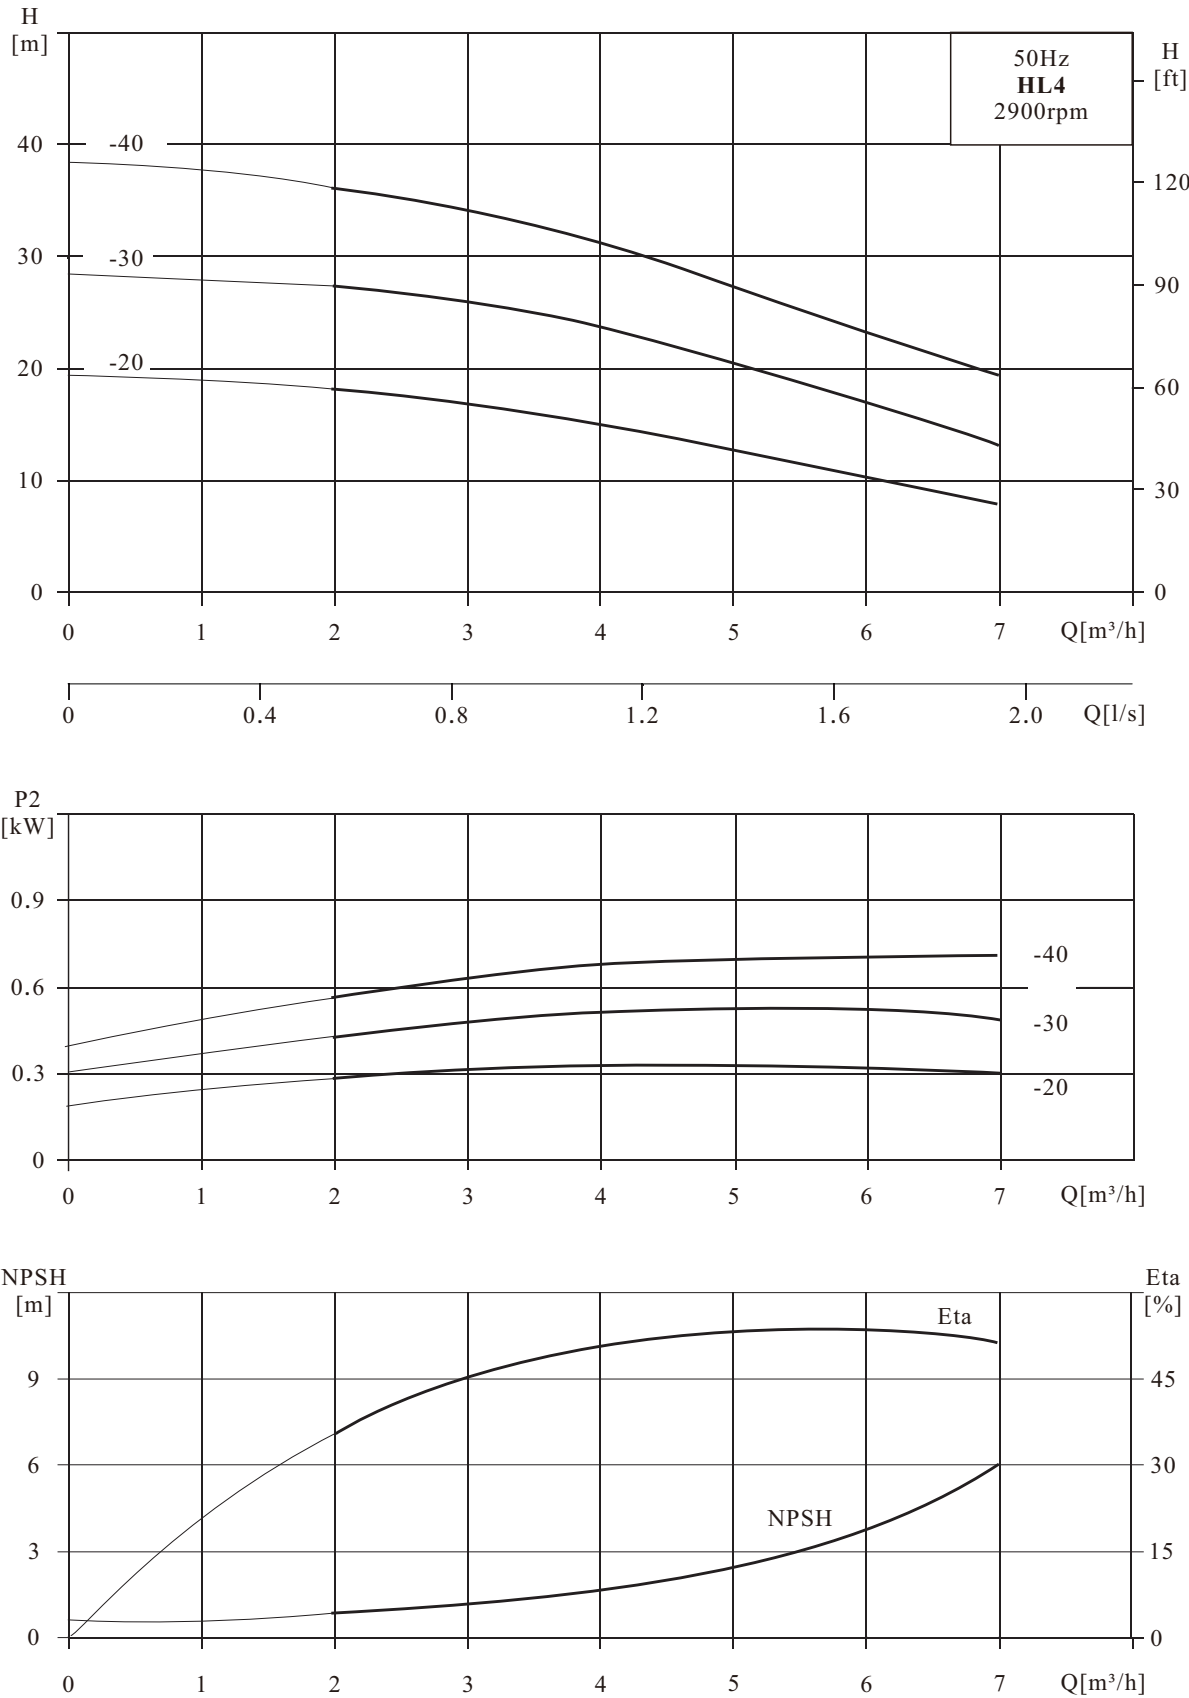 H
[m]
50Hz
HL4
2900rpm
H
[ft]
40
-40
120
30
-30
90
20
-20
60
10
30
0
0
0 1 2 3 4 5 6 7 Q[m³/h]
0 0.4 0.8 1.2 1.6 2.0 Q[l/s]
P2
[kW]
0.9
-40
0.6
-30
0.3
-20
0
0 1 2 3 4 5 6 7 Q[m³/h]
NPSH
[m]
Eta
[%]
Eta
9
45
6
30
NPSH
3
15
0
0
0 1 2 3 4 5 6 7 Q[m³/h]